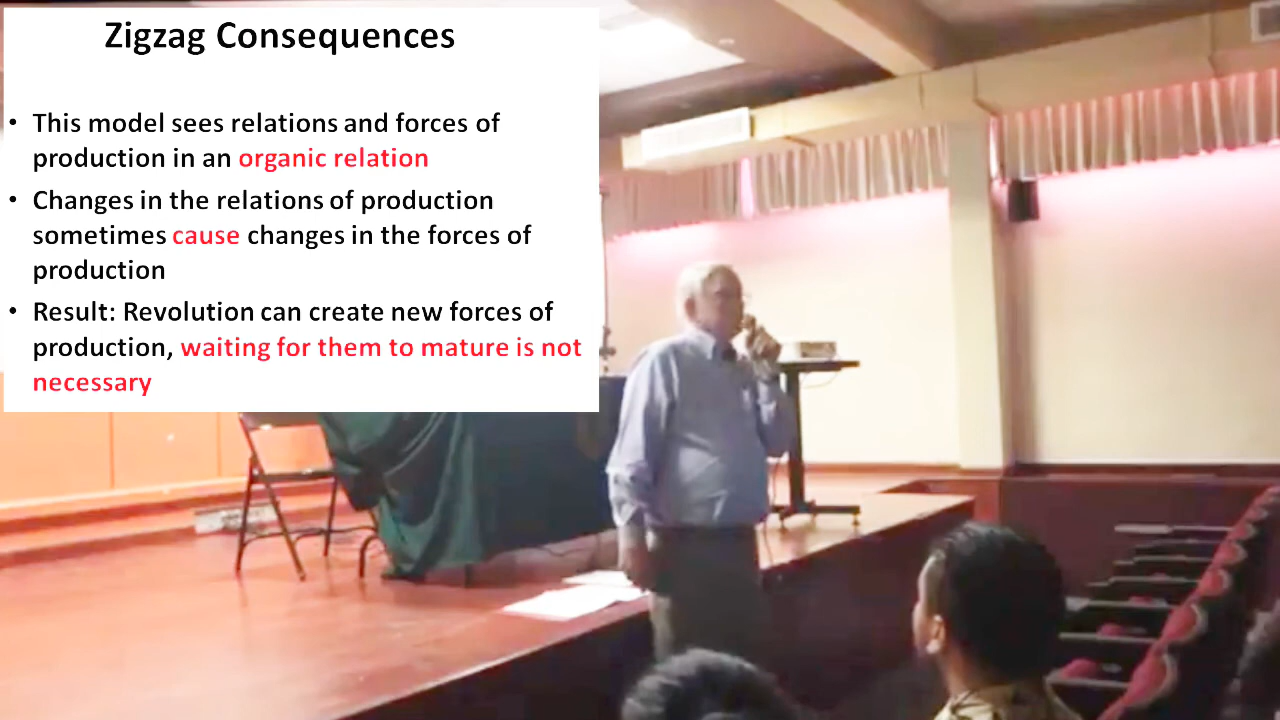 Zigzag Consequences
• This model sees relations and forces of
production in an organic relation
• Changes in the relations of production
sometimes cause changes in the forces of
production
• Result: Revolution can create new forces of
production, waiting for them to mature is not
necessary